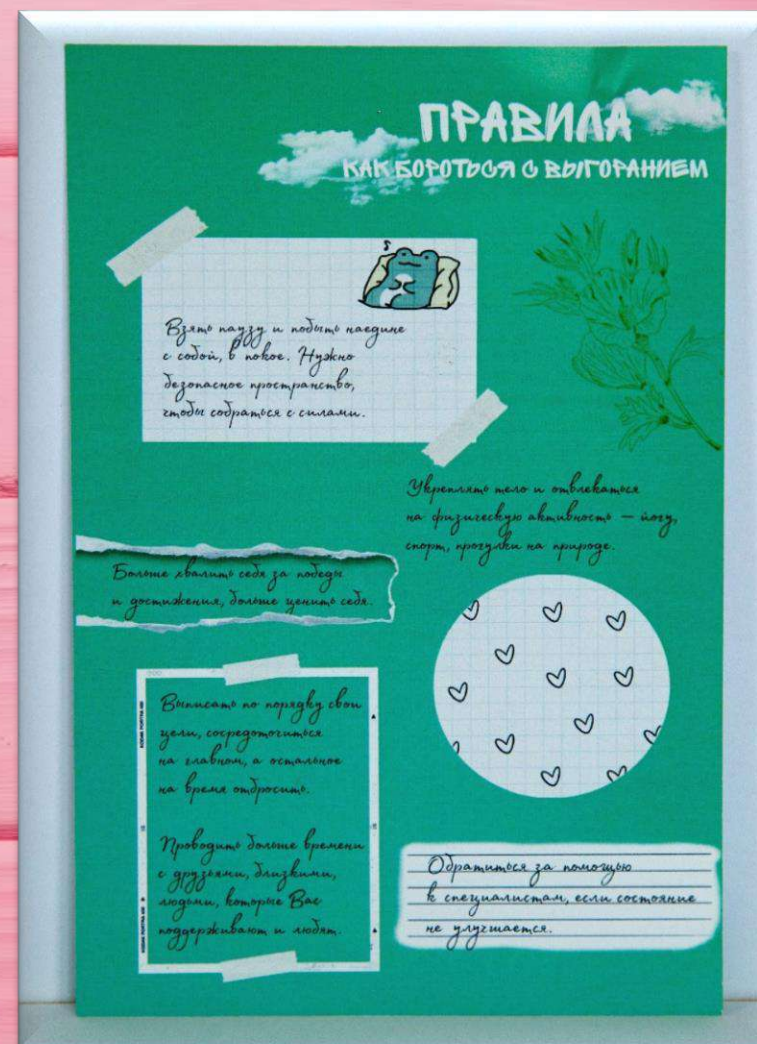 ПРАВИЛА
КАК БОРОТЬСЯ С ВЫГОРАНИЕМ
Взять паузу и побыть наедине
с собой, в покое. Нужно
безопасное пространство,
чтобы собраться с силами.
Укреплять тело и отвлекаться
на физическую активность — йогу,
спорт, прогулки на природе.
Больше хвалить себя за победы
и достижения, больше ценить себя.
Выписать по порядку свои
цели, сосредоточиться
на главном, а остальное
на время отбросить.
Проводить больше времени
с друзьями, близкими,
людьми, которые Вас
поддерживают и любят.
Обратиться за помощью
к специалистам, если состояние
не улучшается.